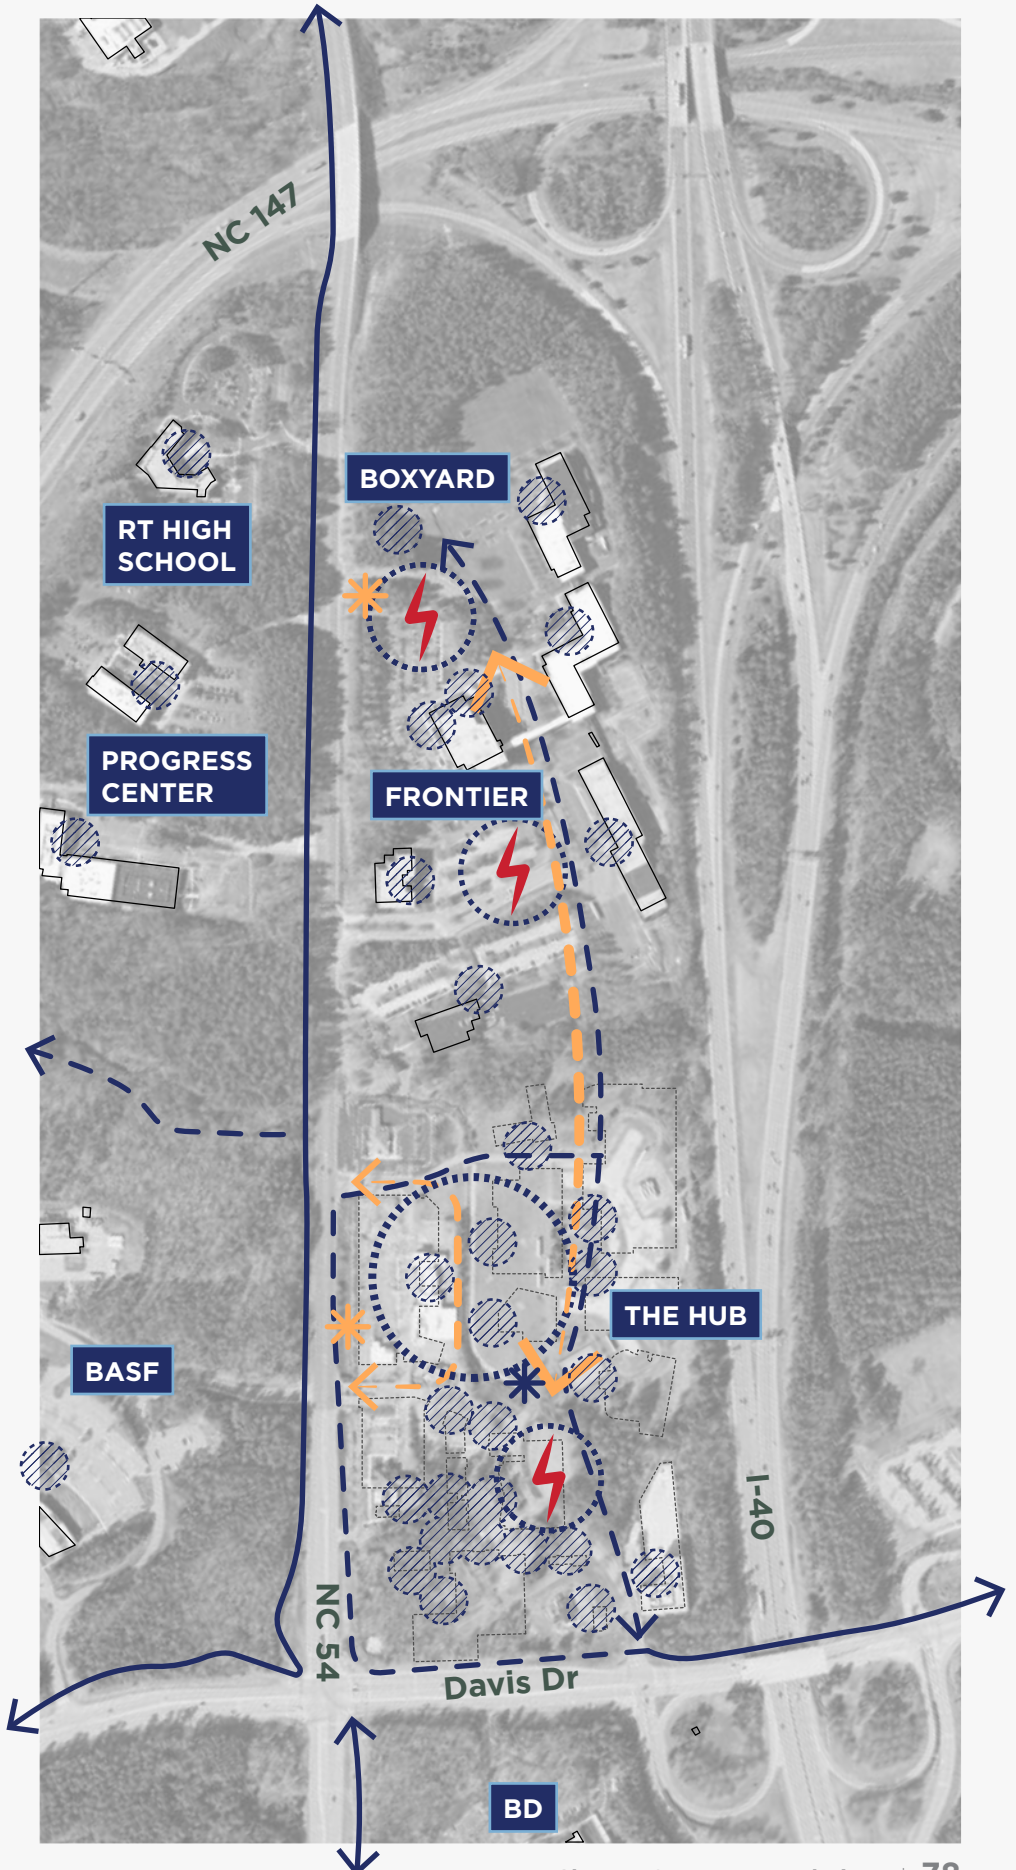 NC 147
BOXYARD
RT HIGH
SCHOOL
PROGRESS
CENTER
FRONTIER
THE HUB
BASF
I-40
NC 54
Davis Dr
BD